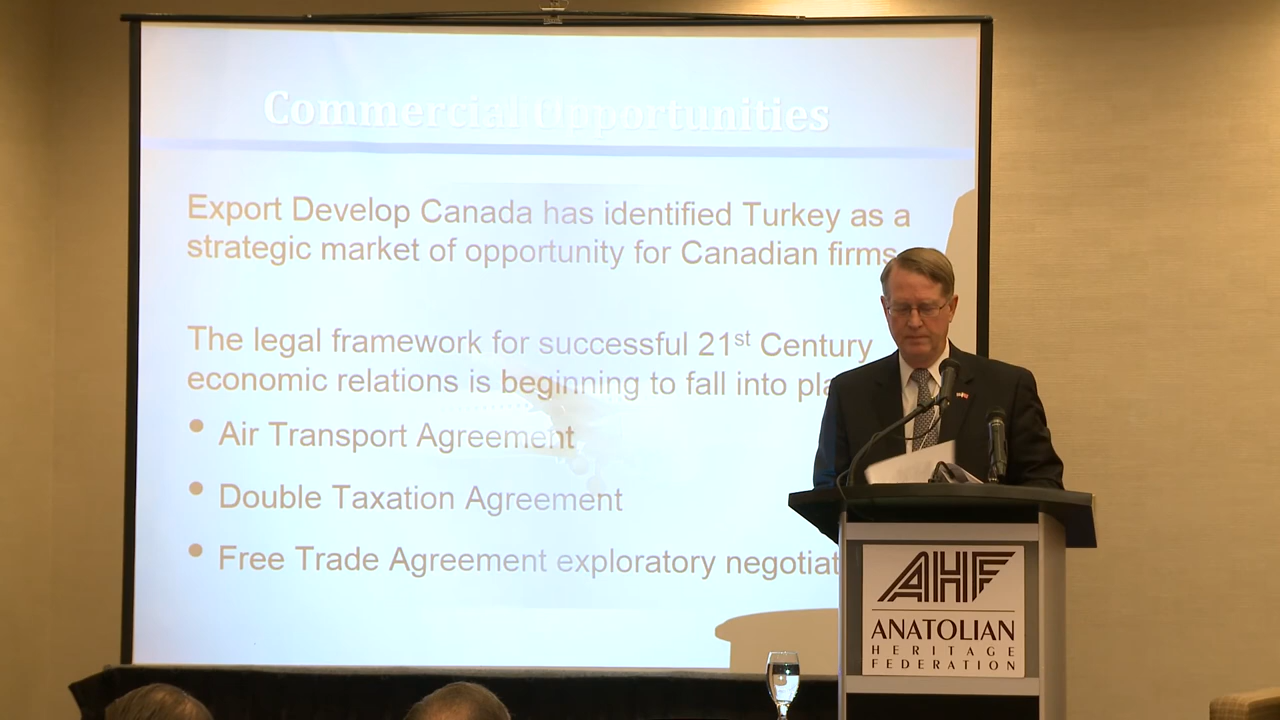 Commercial Opportunities
Export Develop Canada has identified Turkey as a
strategic market of opportunity for Canadian firms
The legal framework for successful 21st Century
economic relations is beginning to fall into pla
• Air Transport Agreement
• Double Taxation Agreement
• Free Trade Agreement exploratory negotiat
AHF
ANATOLIAN
HERITAGE
FEDERATION